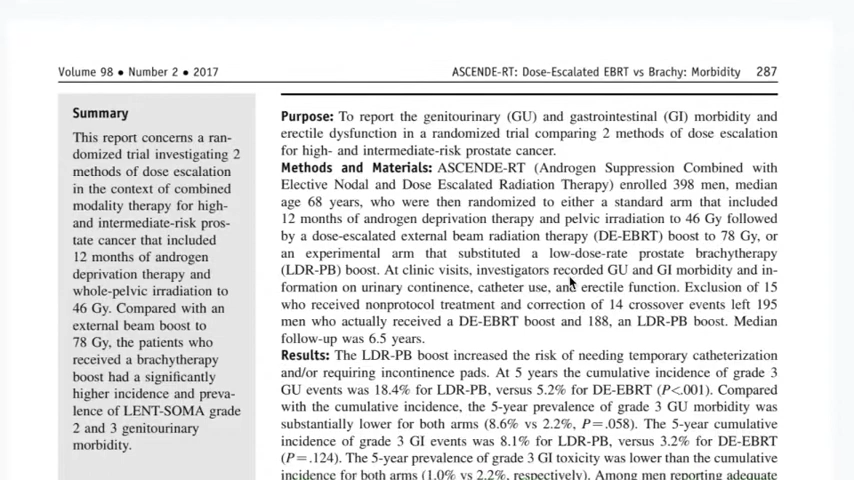 Volume 98 • Number 2 • 2017
ASCENDE-RT: Dose-Escalated EBRT vs Brachy: Morbidity 287
Summary
This report concerns a ran-
domized trial investigating 2
methods of dose escalation
in the context of combined
modality therapy for high-
and intermediate-risk pros-
tate cancer that included
12 months of androgen
deprivation therapy and
whole-pelvic irradiation to
46 Gy. Compared with an
external beam boost to
78 Gy, the patients who
received a brachytherapy
boost had a significantly
higher incidence and preva-
lence of LENT-SOMA grade
2 and 3 genitourinary
morbidity.
Purpose: To report the genitourinary (GU) and gastrointestinal (GI) morbidity and
erectile dysfunction in a randomized trial comparing 2 methods of dose escalation
for high- and intermediate-risk prostate cancer.
Methods and Materials: ASCENDE-RT (Androgen Suppression Combined with
Elective Nodal and Dose Escalated Radiation Therapy) enrolled 398 men, median
age 68 years, who were then randomized to either a standard arm that included
12 months of androgen deprivation therapy and pelvic irradiation to 46 Gy followed
by a dose-escalated external beam radiation therapy (DE-EBRT) boost to 78 Gy, or
an experimental arm that substituted a low-dose-rate prostate brachytherapy
(LDR-PB) boost. At clinic visits, investigators recorded GU and GI morbidity and in-
formation on urinary continence, catheter use, and erectile function. Exclusion of 15
who received nonprotocol treatment and correction of 14 crossover events left 195
men who actually received a DE-EBRT boost and 188, an LDR-PB boost. Median
follow-up was 6.5 years.
Results: The LDR-PB boost increased the risk of needing temporary catheterization
and/or requiring incontinence pads. At 5 years the cumulative incidence of grade 3
GU events was 18.4% for LDR-PB, versus 5.2% for DE-EBRT (P<.001). Compared
with the cumulative incidence, the 5-year prevalence of grade 3 GU morbidity was
substantially lower for both arms (8.6% vs 2.2%, P=.058). The 5-year cumulative
incidence of grade 3 GI events was 8.1% for LDR-PB, versus 3.2% for DE-EBRT
(P=.124). The 5-year prevalence of grade 3 GI toxicity was lower than the cumulative
incidence for both arms (1.0% vs 2.2%, respectively). Among men reporting adequate